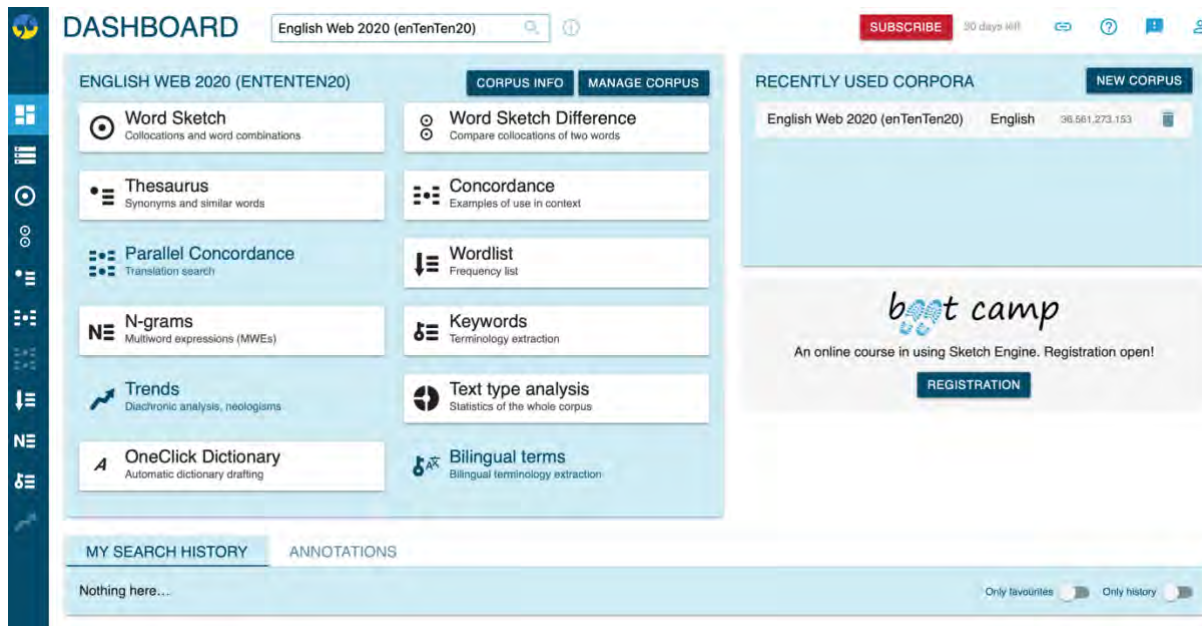 DASHBOARD
English Web 2020 (enTenTen20)
SUBSCRIBE
30 days left
ENGLISH WEB 2020 (ENTENTEN20)
CORPUS INFO
MANAGE CORPUS
Word Sketch
Collocations and word combinations
Word Sketch Difference
Compare collocations of two words
Thesaurus
Synonyms and similar words
Concordance
Examples of use in context
Parallel Concordance
Translation search
Wordlist
Frequency list
N-grams
Multiword expressions (MWEs)
Keywords
Terminology extraction
Trends
Diachronic analysis, neologisms
Text type analysis
Statistics of the whole corpus
OneClick Dictionary
Automatic dictionary drafting
Bilingual terms
Bilingual terminology extraction
RECENTLY USED CORPORA
NEW CORPUS
English Web 2020 (enTenTen20) English 36,561,273,153
boot camp
An online course in using Sketch Engine. Registration open!
REGISTRATION
MY SEARCH HISTORY
ANNOTATIONS
Nothing here...
Only favourites
Only history